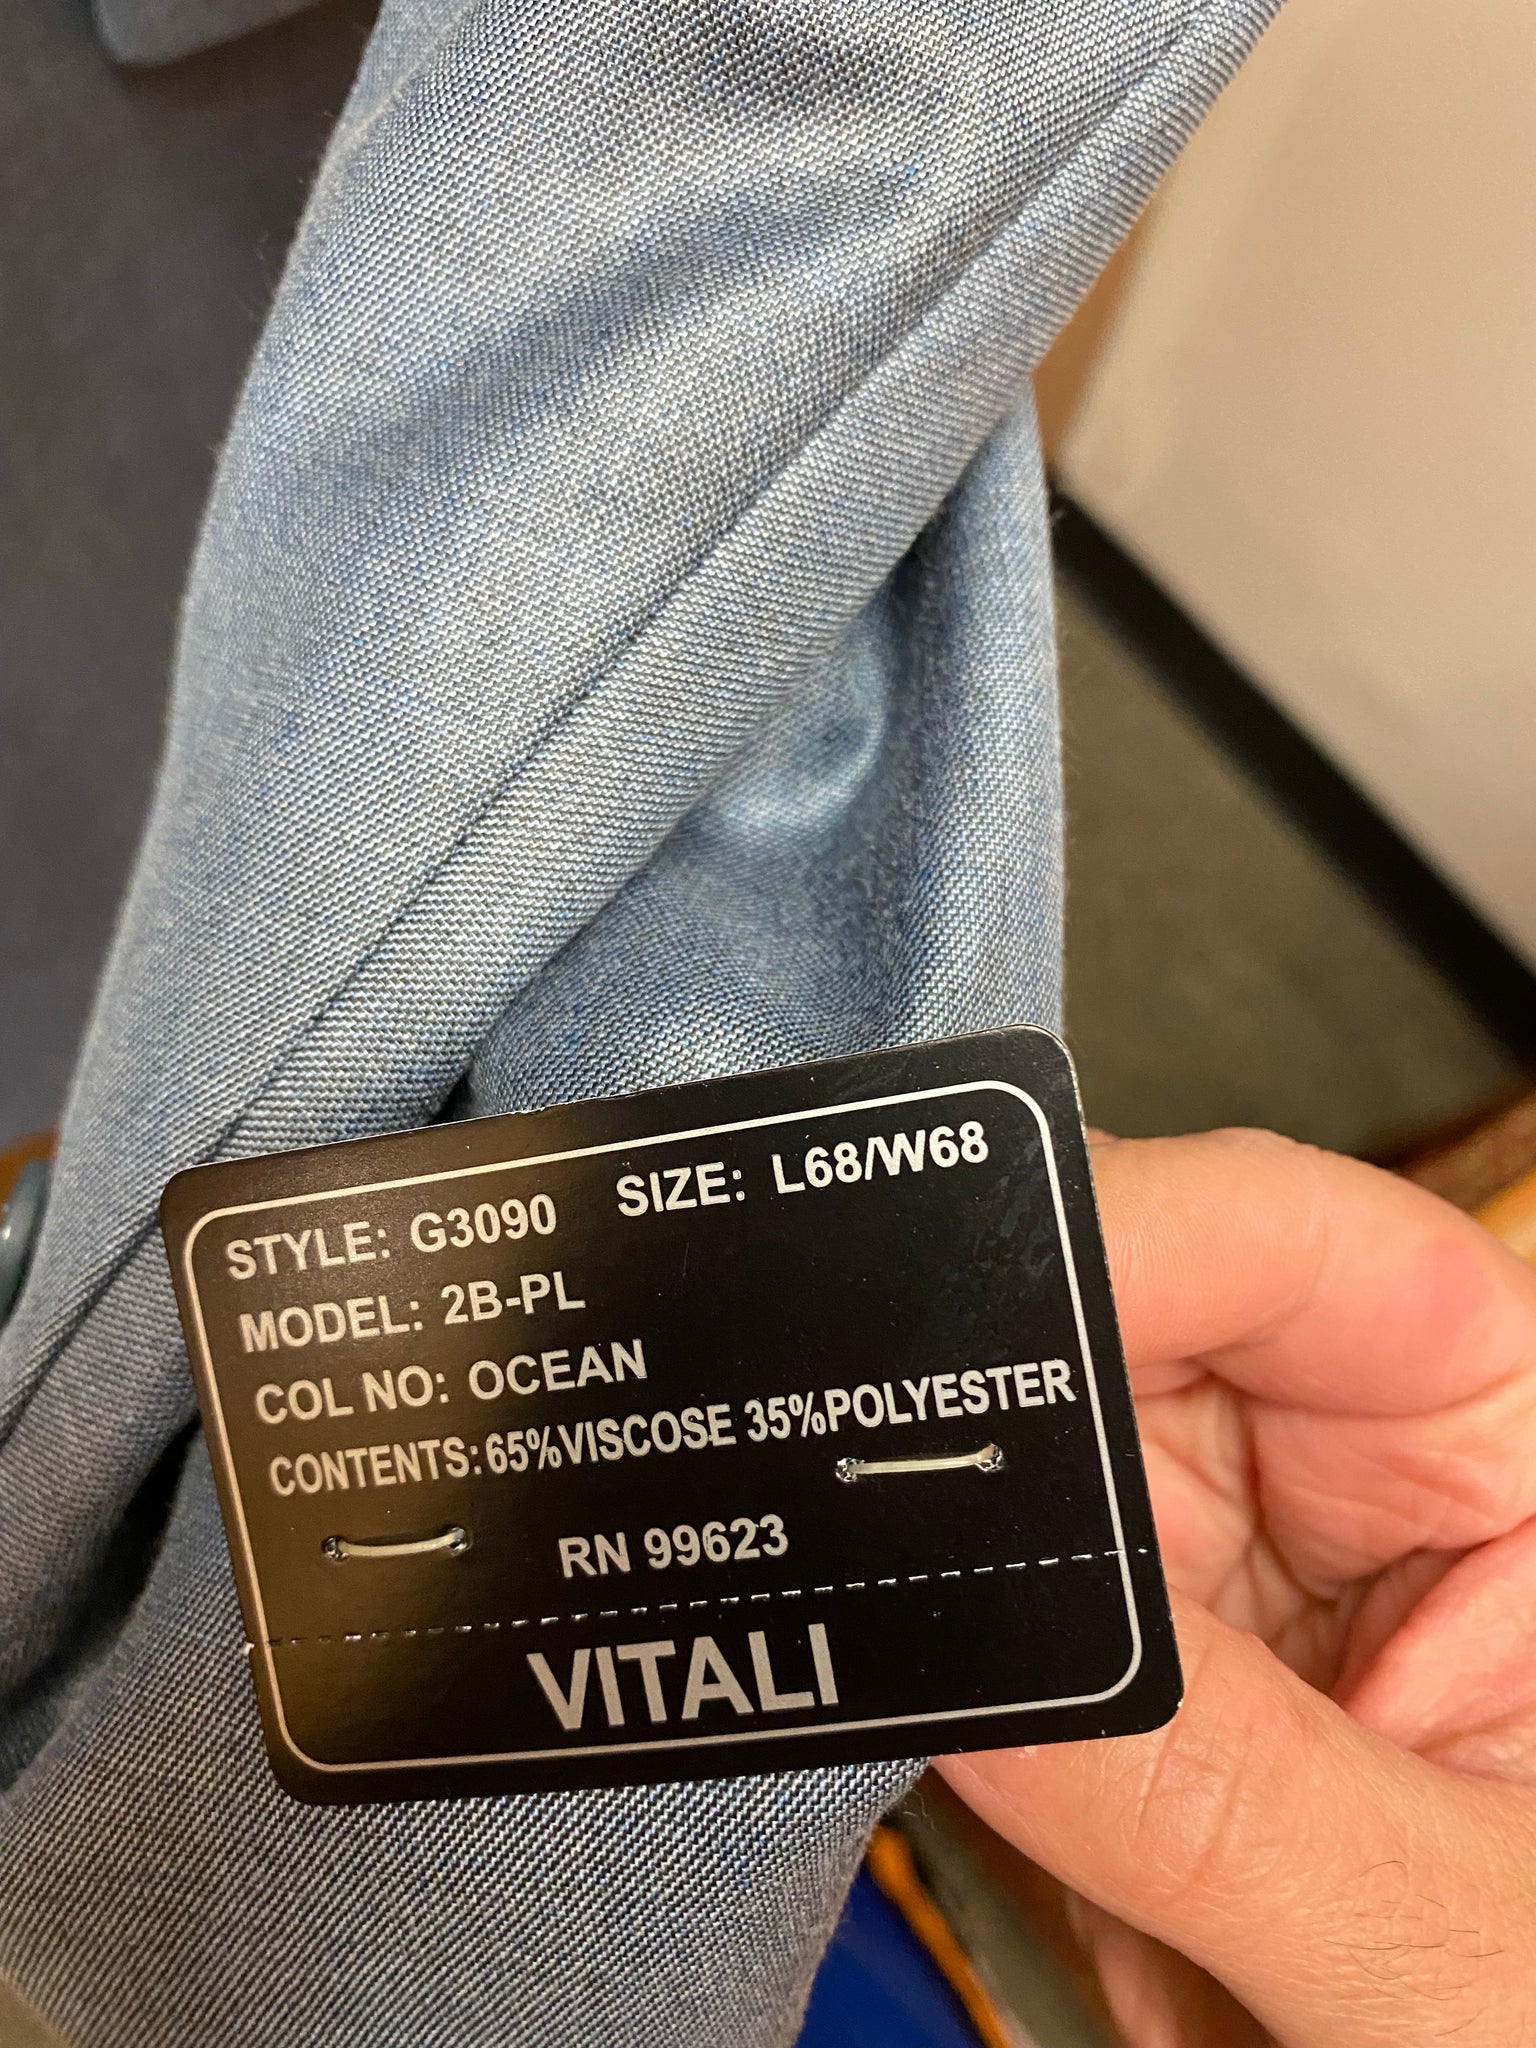 STYLE: G3090 SIZE: L68/W68
MODEL: 2B-PL
COL NO: OCEAN
CONTENTS: 65%VISCOSE 35%POLYESTER
RN 99623
VITALI